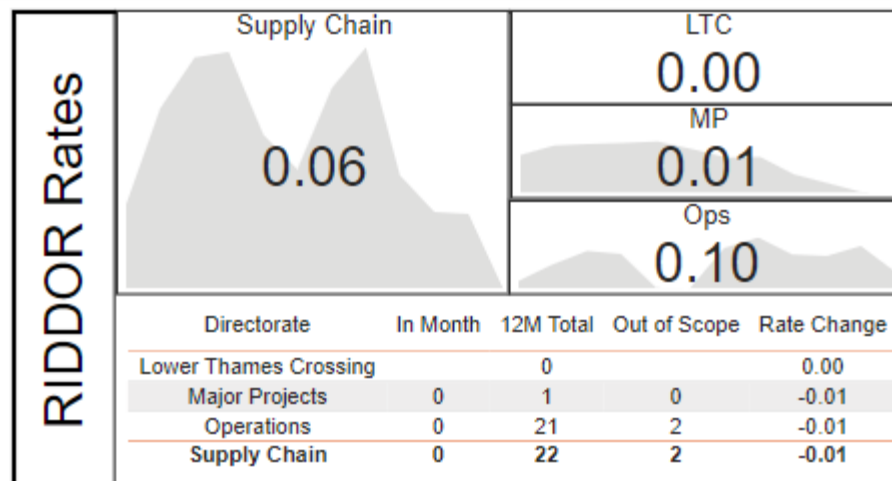 RIDDOR Rates
Supply Chain
0.06
LTC
0.00
MP
0.01
Ops
0.10
Directorate In Month 12M Total Out of Scope Rate Change
Lower Thames Crossing 0 0.00
Major Projects 0 1 0 -0.01
Operations 0 21 2 -0.01
Supply Chain 0 22 2 -0.01